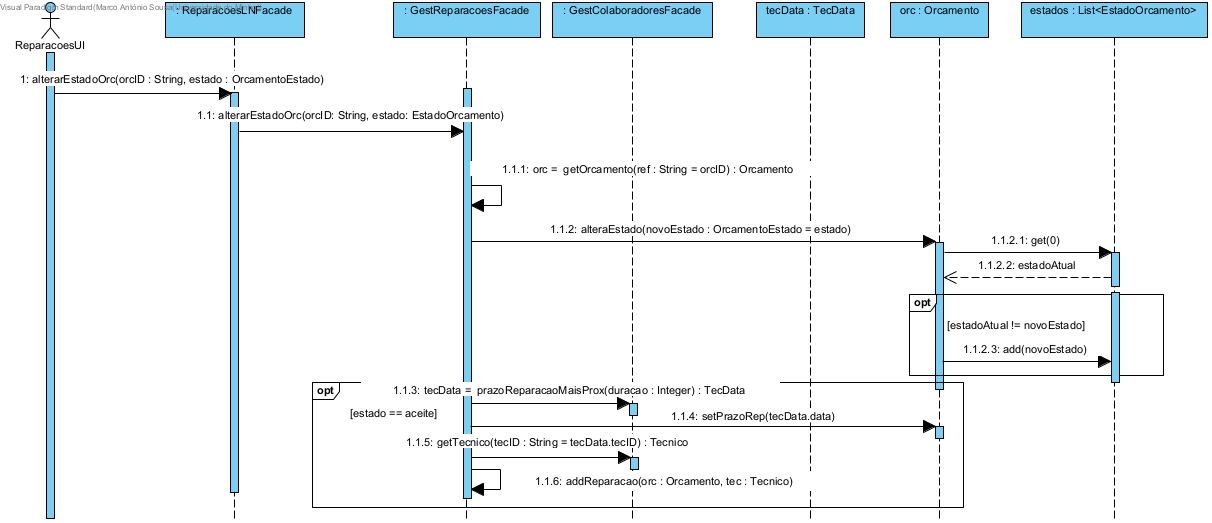 Visual Paradigm Standard(Marco António Sousa
: ReparacoesLNFacade
: GestReparacoesFacade
: GestColaboradoresFacade
tecData : TecData
orc : Orcamento
estados : List<EstadoOrcamento>
ReparacoesUI
1: alterarEstadoOrc(orcID : String, estado : OrcamentoEstado)
1.1: alterarEstadoOrc(orcID: String, estado: EstadoOrcamento)
1.1.1: orc = getOrcamento(ref : String = orcID) : Orcamento
1.1.2: alteraEstado(novoEstado : OrcamentoEstado = estado)
1.1.2.1: get(0)
1.1.2.2: estadoAtual
opt
[estadoAtual != novoEstado]
1.1.2.3: add(novoEstado)
opt
1.1.3: tecData = prazoReparacaoMaisProx(duracao : Integer) : TecData
[estado == aceite]
1.1.4: setPrazoRep(tecData.data)
1.1.5: getTecnico(tecID : String = tecData.tecID) : Tecnico
1.1.6: addReparacao(orc : Orcamento, tec : Tecnico)